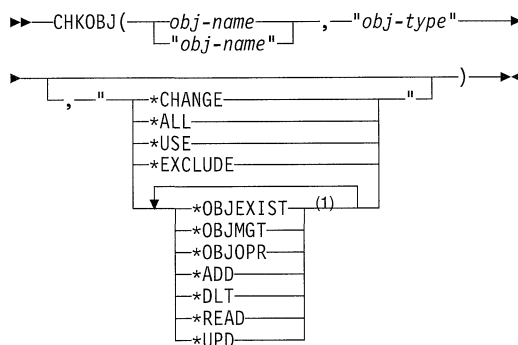 CHKOBJ( obj-name , "obj-type"
"obj-name"
, " *CHANGE " )
*ALL
*USE
*EXCLUDE
*OBJEXIST (1)
*OBJMGT
*OBJOPR
*ADD
*DLT
*READ
*UPD